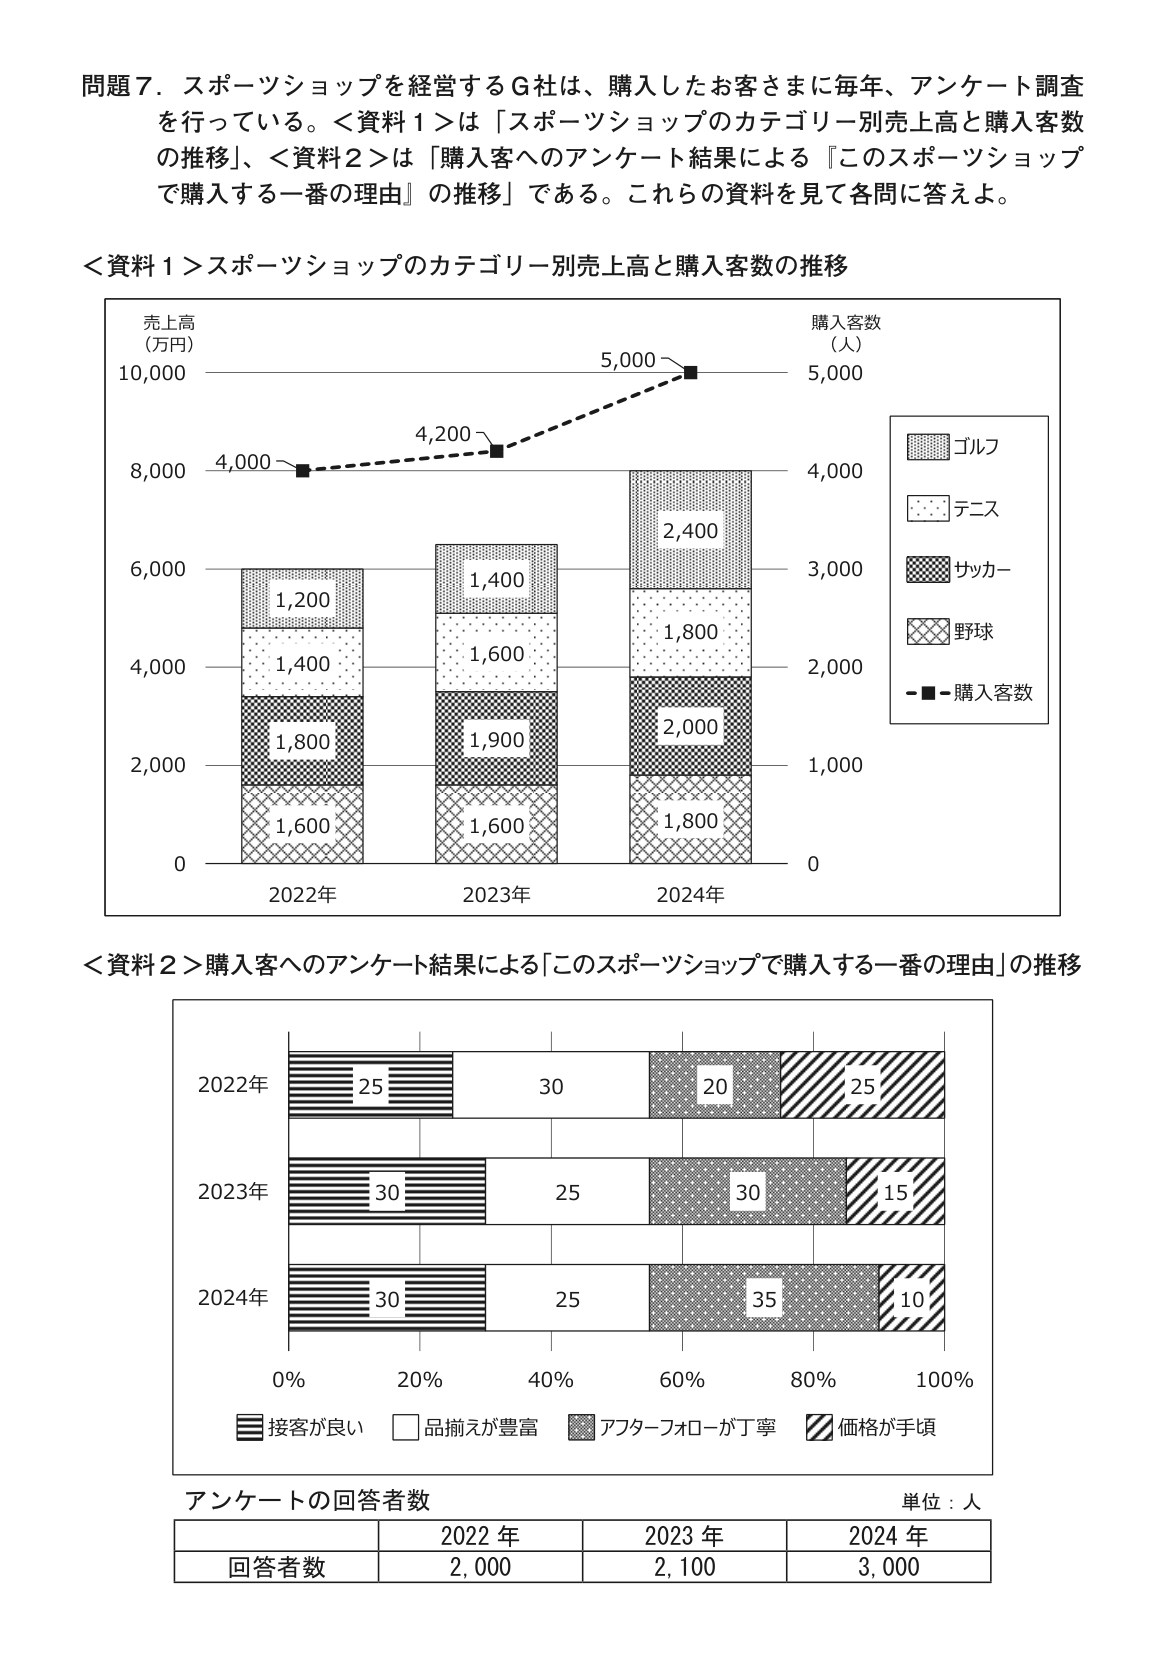 問題７．スポーツショップを経営するＧ社は、購入したお客さまに毎年、アンケート調査
を行っている。＜資料１＞は「スポーツショップのカテゴリー別売上高と購入客数
の推移」、＜資料２＞は「購入客へのアンケート結果による『このスポーツショップ
で購入する一番の理由』の推移」である。これらの資料を見て各問に答えよ。
＜資料１＞スポーツショップのカテゴリー別売上高と購入客数の推移
売上高
（万円）
購入客数
（人）
10,000
8,000
6,000
4,000
2,000
0
5,000
4,000
3,000
2,000
1,000
0
4,000
4,200
5,000
1,200
1,400
1,800
1,600
1,400
1,600
1,900
1,600
2,400
1,800
2,000
1,800
2022年
2023年
2024年
ゴルフ
テニス
サッカー
野球
購入客数
＜資料２＞購入客へのアンケート結果による「このスポーツショップで購入する一番の理由」の推移
2022年 25 30 20 25
2023年 30 25 30 15
2024年 30 25 35 10
0% 20% 40% 60% 80% 100%
接客が良い 品揃えが豊富 アフターフォローが丁寧 価格が手頃
アンケートの回答者数 単位：人
2022 年 2023 年 2024 年
回答者数 2,000 2,100 3,000